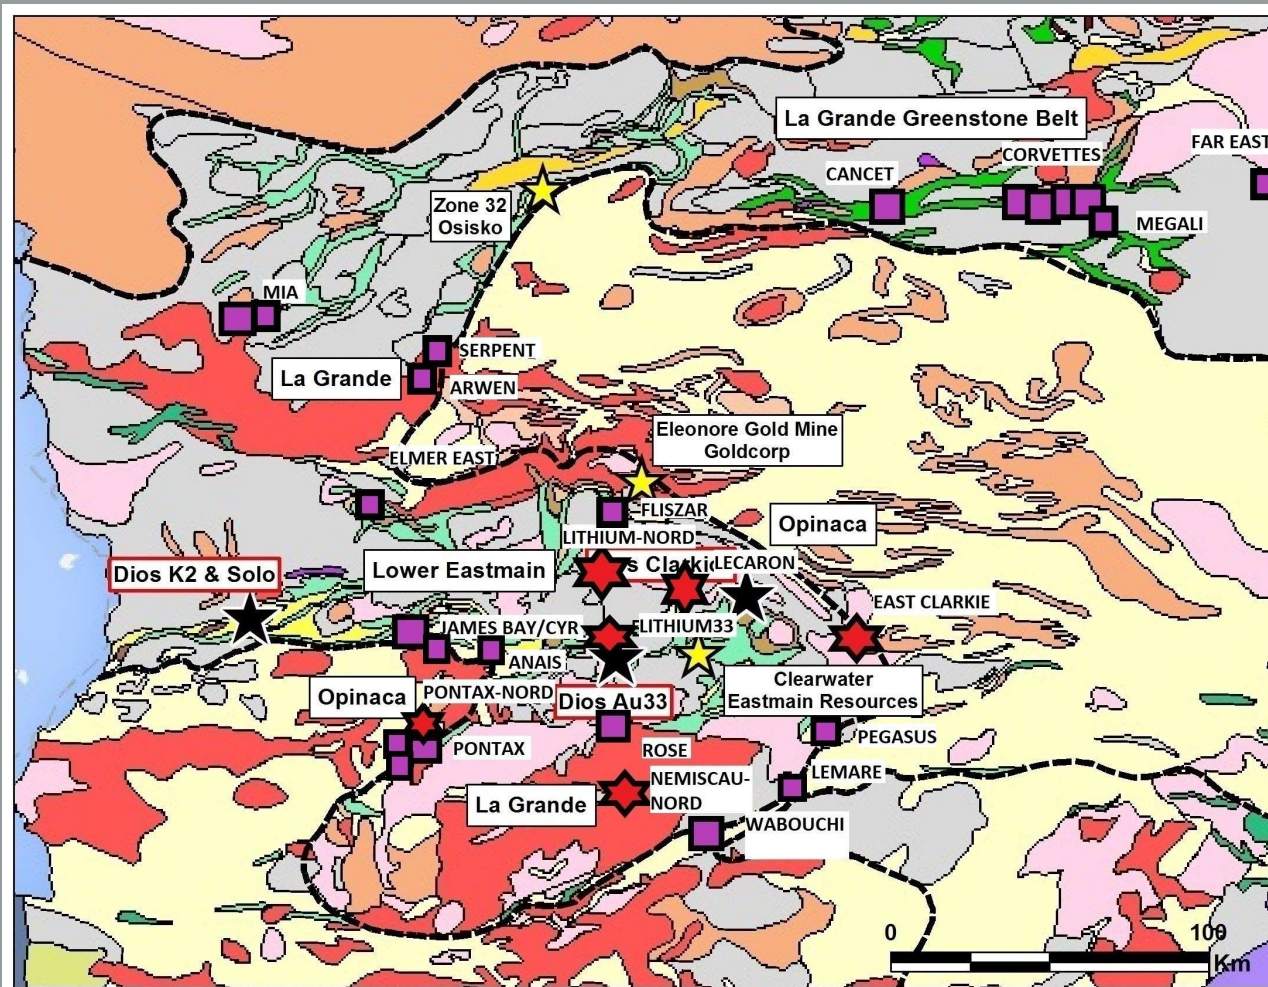 La Grande Greenstone Belt
FAR EAST
CORVETTES
CANCET
Zone 32
Osisko
MEGALI
MIA
SERPENT
La Grande
ARWEN
Eleonore Gold Mine
Goldcorp
ELMER EAST
FLISZAR
Opinaca
LITHIUM-NORD
LECARON
Lower Eastmain
Dios K2 & Solo
EAST CLARKIE
JAMES BAY/CYR
LITHIUM33
ANAIS
Clearwater
Eastmain Resources
Opinaca
PONTAX-NORD
Dios Au33
PEGASUS
PONTAX
ROSE
LEMARE
NEMISCAU-
NORD
La Grande
WABOUCHI
0
100
Km